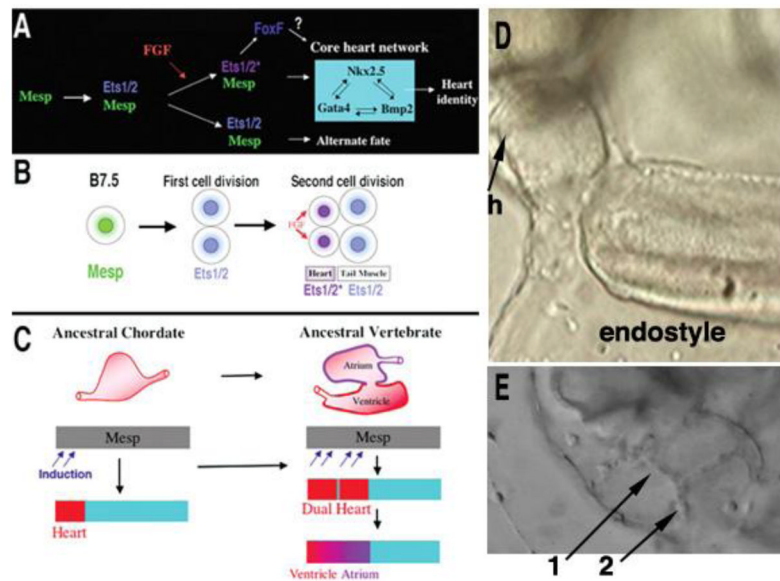 A
FoxF
?
FGF
Core heart network
Ets1/2*
Mesp
Nkx2.5
Mesp
Ets1/2
Mesp
Heart
identity
Gata4
Bmp2
Ets1/2
Mesp
Alternate fate
B
B7.5
First cell division
Second cell division
FGF
Mesp
Ets1/2
Heart
Tail Muscle
Ets1/2*
Ets1/2
C
Ancestral Chordate
Ancestral Vertebrate
Atrium
Ventricle
Mesp
Mesp
Induction
Heart
Dual Heart
Ventricle Atrium
D
h
endostyle
E
1
2